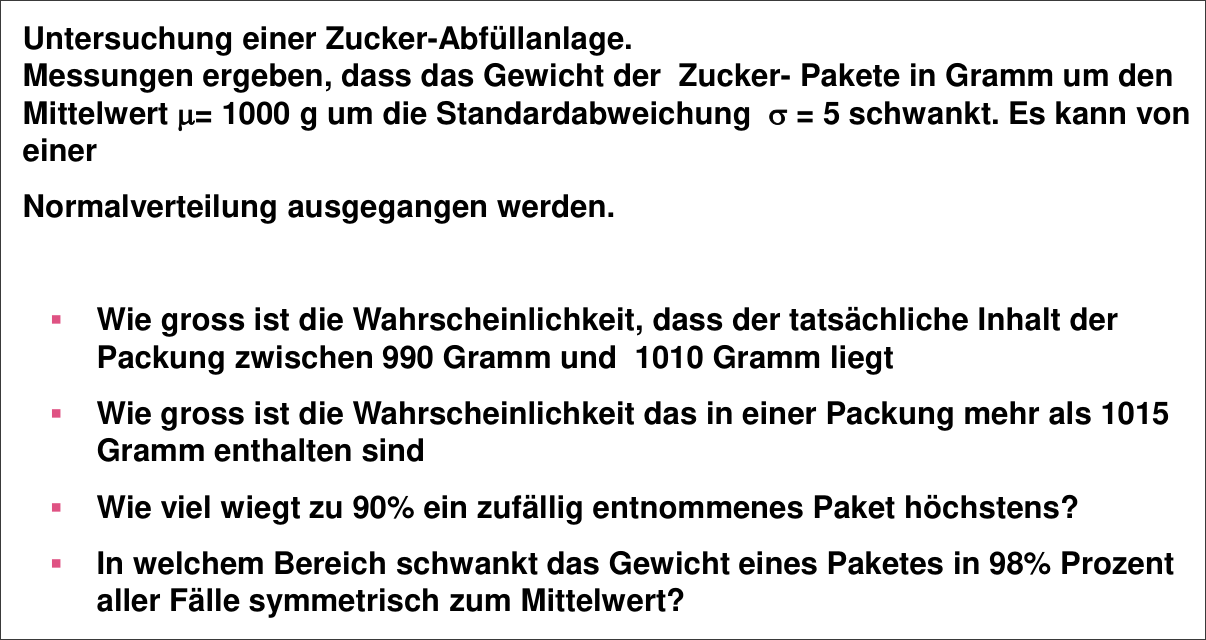 Untersuchung einer Zucker-Abfüllanlage.
Messungen ergeben, dass das Gewicht der Zucker- Pakete in Gramm um den
Mittelwert μ= 1000 g um die Standardabweichung σ = 5 schwankt. Es kann von
einer
Normalverteilung ausgegangen werden.
▪ Wie gross ist die Wahrscheinlichkeit, dass der tatsächliche Inhalt der
Packung zwischen 990 Gramm und 1010 Gramm liegt
▪ Wie gross ist die Wahrscheinlichkeit das in einer Packung mehr als 1015
Gramm enthalten sind
▪ Wie viel wiegt zu 90% ein zufällig entnommenes Paket höchstens?
▪ In welchem Bereich schwankt das Gewicht eines Paketes in 98% Prozent
aller Fälle symmetrisch zum Mittelwert?